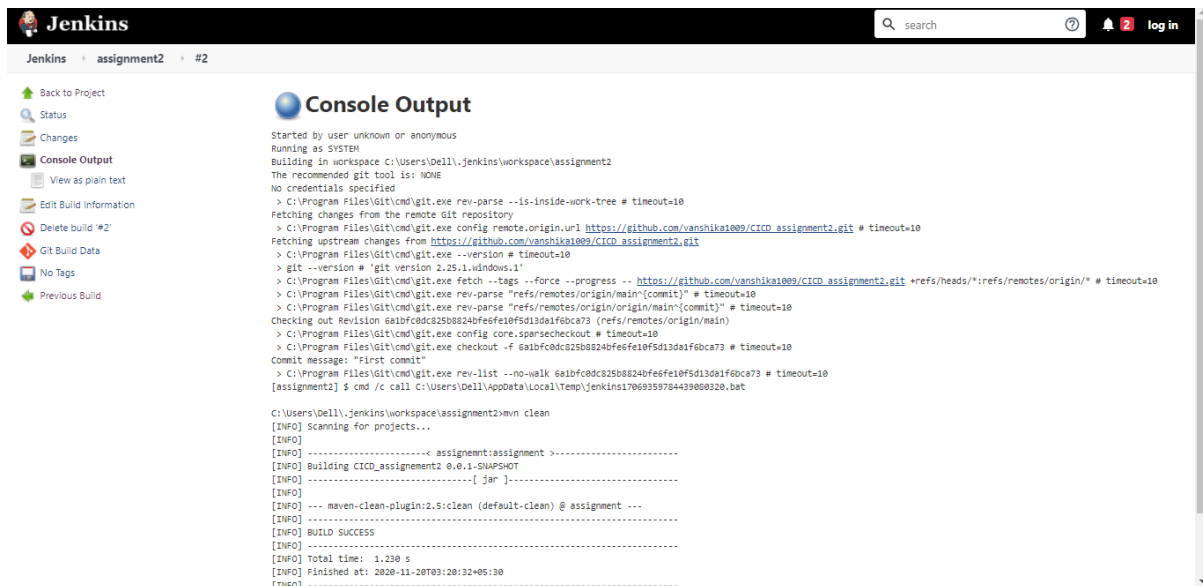 Jenkins
search
2
log in
Jenkins assignment2 #2
Back to Project
Status
Changes
Console Output
View as plain text
Edit Build Information
Delete build '#2'
Git Build Data
No Tags
Previous Build
Console Output
Started by user unknown or anonymous
Running as SYSTEM
Building in workspace C:\Users\Dell\.jenkins\workspace\assignment2
The recommended git tool is: NONE
No credentials specified
> C:\Program Files\Git\cmd\git.exe rev-parse --is-inside-work-tree # timeout=10
Fetching changes from the remote Git repository
> C:\Program Files\Git\cmd\git.exe config remote.origin.url https://github.com/vanshika1009/CICD_assignment2.git # timeout=10
Fetching upstream changes from https://github.com/vanshika1009/CICD_assignment2.git
> C:\Program Files\Git\cmd\git.exe --version # timeout=10
> git --version # 'git version 2.25.1.windows.1'
> C:\Program Files\Git\cmd\git.exe fetch --tags --force --progress -- https://github.com/vanshika1009/CICD_assignment2.git +refs/heads/*:refs/remotes/origin/* # timeout=10
> C:\Program Files\Git\cmd\git.exe rev-parse "refs/remotes/origin/main^{commit}" # timeout=10
> C:\Program Files\Git\cmd\git.exe rev-parse "refs/remotes/origin/origin/main^{commit}" # timeout=10
Checking out Revision 6a1bfc0dc825b8824bfe6fe10f5d13da1f6bca73 (refs/remotes/origin/main)
> C:\Program Files\Git\cmd\git.exe config core.sparsecheckout # timeout=10
> C:\Program Files\Git\cmd\git.exe checkout -f 6a1bfc0dc825b8824bfe6fe10f5d13da1f6bca73 # timeout=10
Commit message: "First commit"
> C:\Program Files\Git\cmd\git.exe rev-list --no-walk 6a1bfc0dc825b8824bfe6fe10f5d13da1f6bca73 # timeout=10
[assignment2] $ cmd /c call C:\Users\Dell\AppData\Local\Temp\jenkins17069359784439080320.bat
C:\Users\Dell\.jenkins\workspace\assignment2>mvn clean
[INFO] Scanning for projects...
[INFO]
[INFO] -----------------------< assignemnt:assignment >------------------------
[INFO] Building CICD_assignement2 0.0.1-SNAPSHOT
[INFO] --------------------------------[ jar ]---------------------------------
[INFO]
[INFO] --- maven-clean-plugin:2.5:clean (default-clean) @ assignment ---
[INFO] ------------------------------------------------------------------------
[INFO] BUILD SUCCESS
[INFO] ------------------------------------------------------------------------
[INFO] Total time:  1.230 s
[INFO] Finished at: 2020-11-20T03:20:32+05:30
[INFO] ------------------------------------------------------------------------